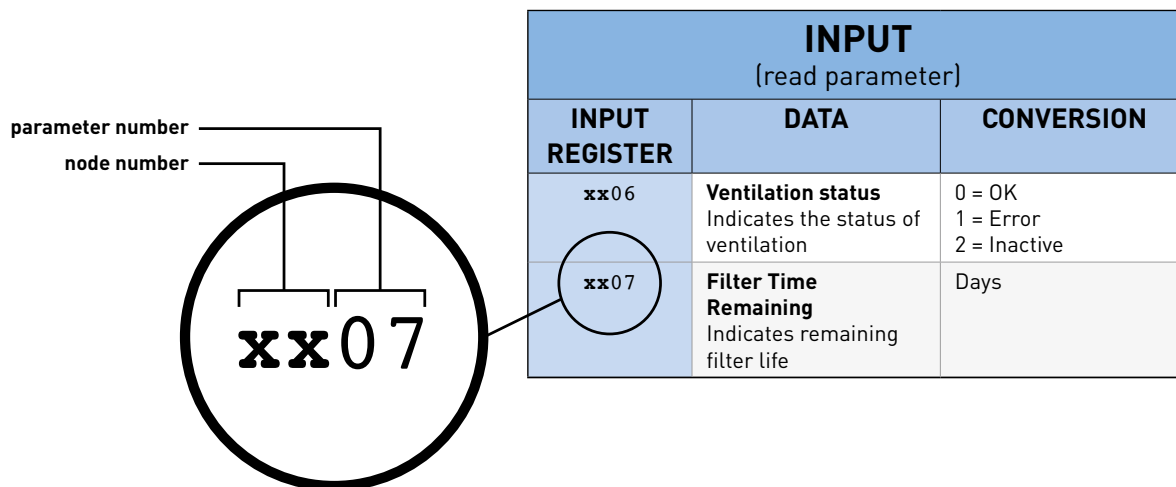 INPUT
(read parameter)
INPUT REGISTER
DATA
CONVERSION
xx06
Ventilation status
Indicates the status of
ventilation
0 = OK
1 = Error
2 = Inactive
xx07
Filter Time
Remaining
Indicates remaining
filter life
Days
parameter number
node number
xx07